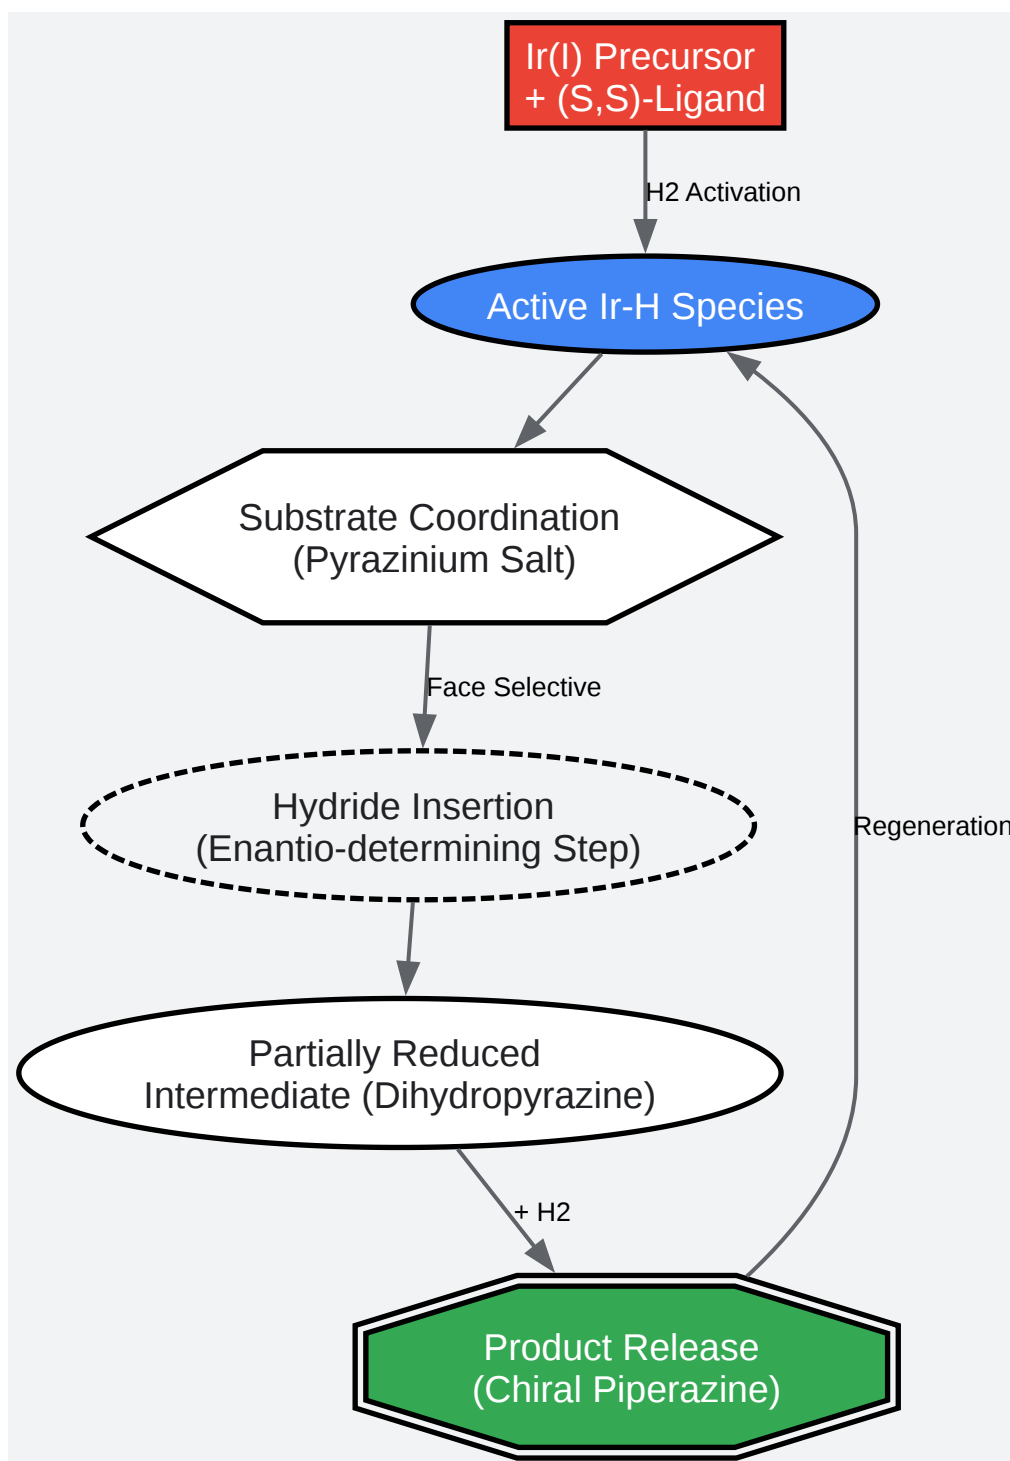 Ir(I) Precursor
+ (S,S)-Ligand
H2 Activation
Active Ir-H Species
Substrate Coordination
(Pyrazinium Salt)
Face Selective
Hydride Insertion
(Enantio-determining Step)
Regeneration
Partially Reduced
Intermediate (Dihydropyrazine)
+ H2
Product Release
(Chiral Piperazine)